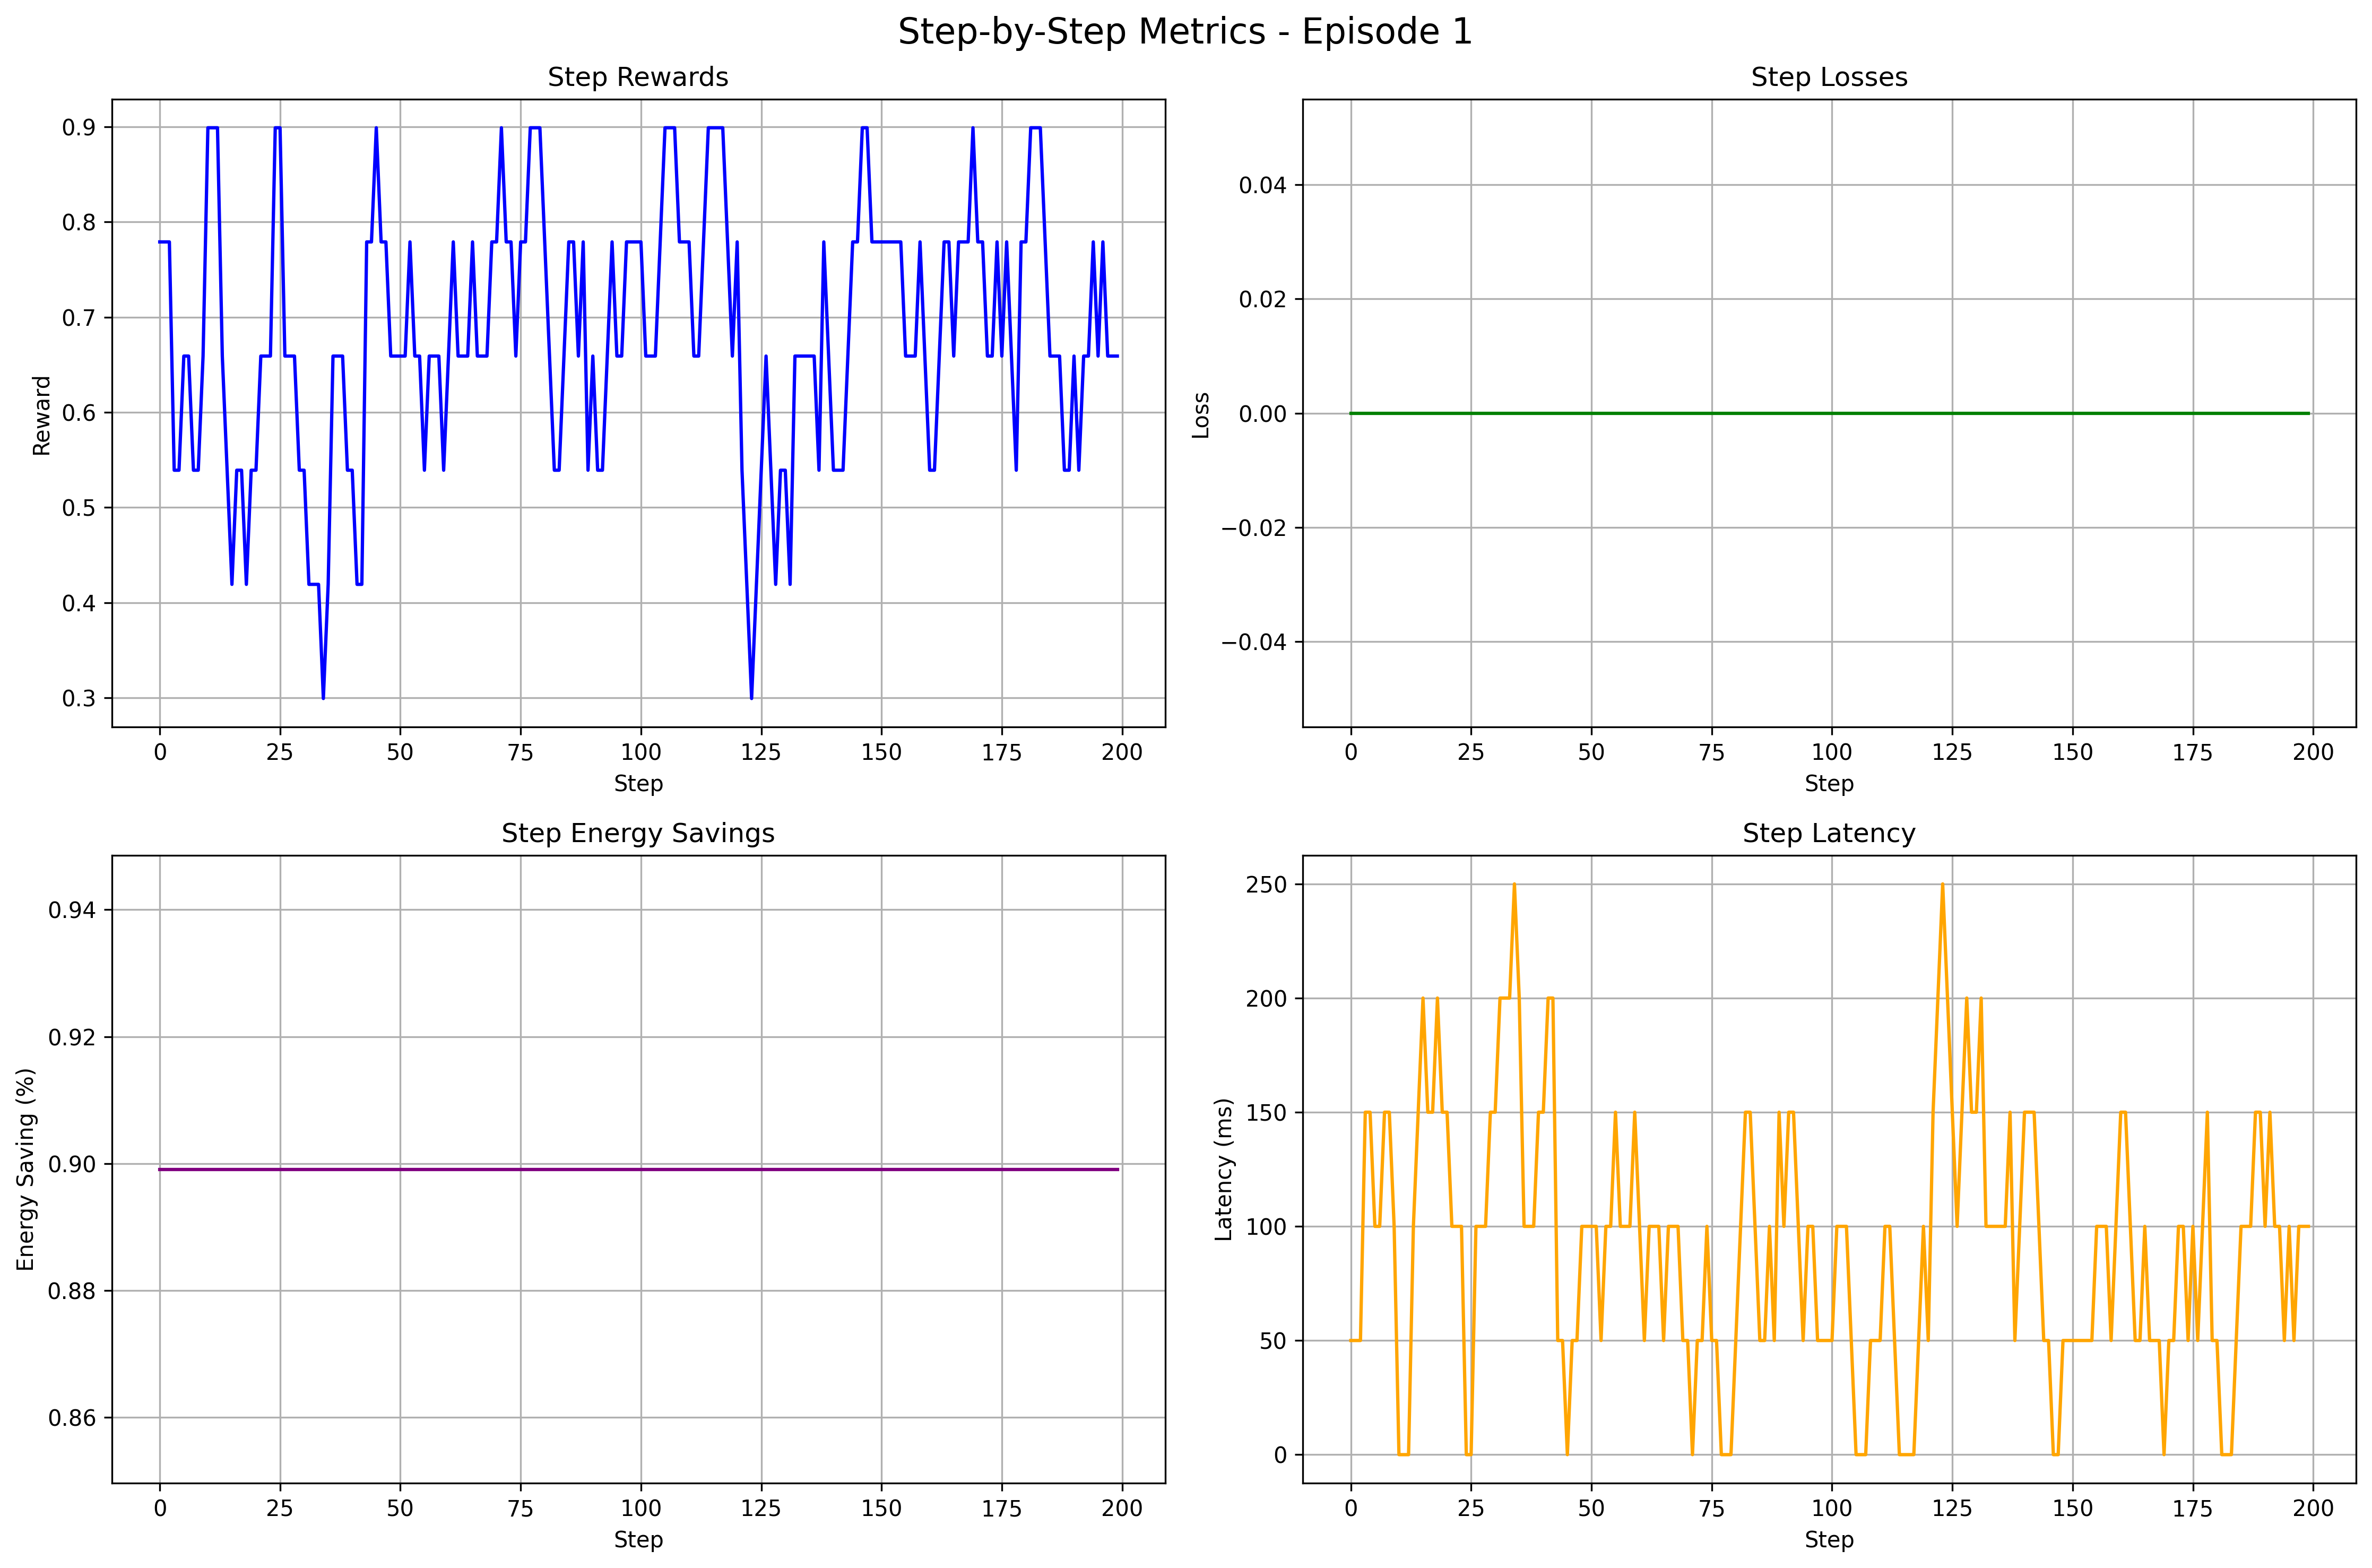 Step-by-Step Metrics - Episode 1
Step Rewards
Reward
0.9
0.8
0.7
0.6
0.5
0.4
0.3
0 25 50 75 100 125 150 175 200
Step
Step Losses
Loss
0.04
0.02
0.00
−0.02
−0.04
0 25 50 75 100 125 150 175 200
Step
Step Energy Savings
Energy Saving (%)
0.94
0.92
0.90
0.88
0.86
0 25 50 75 100 125 150 175 200
Step
Step Latency
Latency (ms)
250
200
150
100
50
0
0 25 50 75 100 125 150 175 200
Step